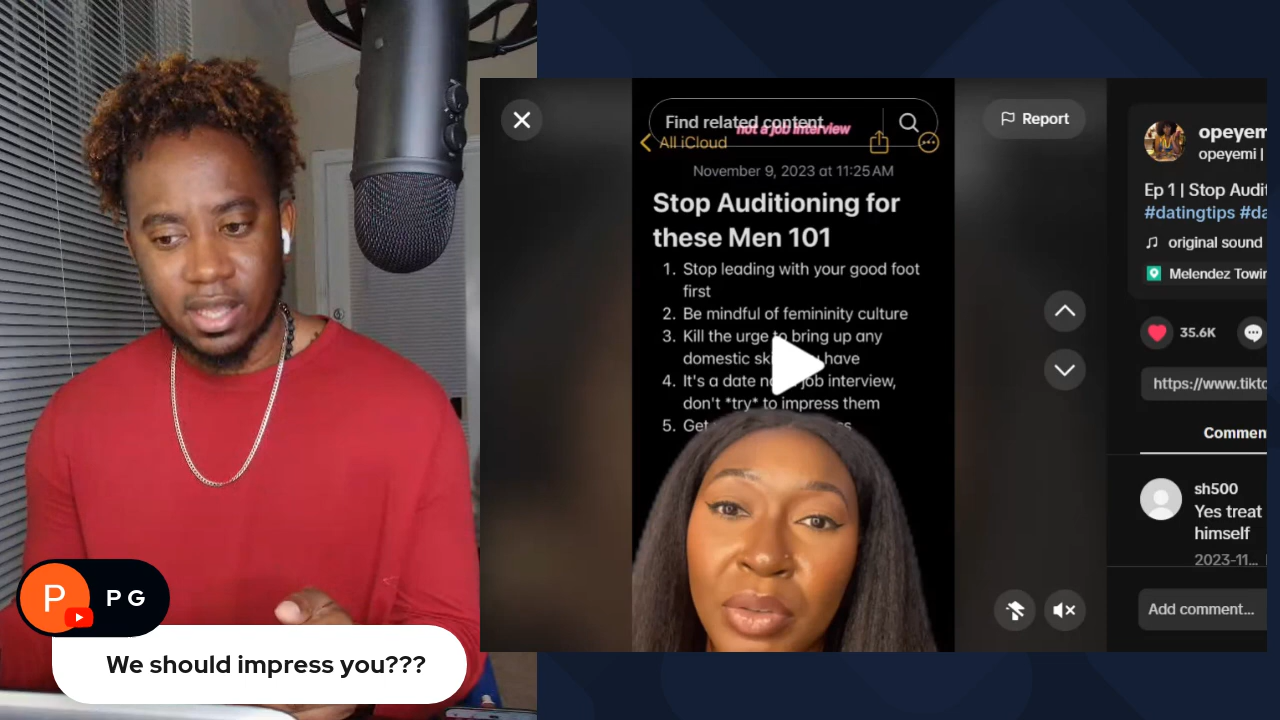 Find related content
not a job interview
Report
All iCloud
November 9, 2023 at 11:25 AM
Stop Auditioning for
these Men 101
1. Stop leading with your good foot
first
2. Be mindful of femininity culture
3. Kill the urge to bring up any
domestic have
4. It's a date job interview,
don't *try* to impress them
5.
opeyem
opeyemi |
Ep 1 | Stop Audit
#datingtips #da
original sound
Melendez Towin
35.6K
https://www.tikto
Commen
sh500
Yes treat
himself
2023-11...
Add comment...
P
P G
We should impress you???